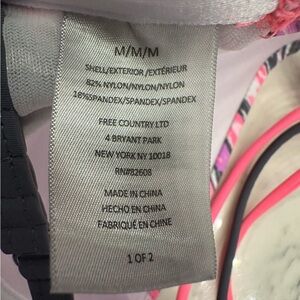 M/M/M
SHELL/EXTERIOR/EXTÉRIEUR
82% NYLON/NYLON/NYLON
18%SPANDEX/SPANDEX/SPANDEX
FREE COUNTRY LTD
4 BRYANT PARK
NEW YORK NY 10018
RN#82608
MADE IN CHINA
HECHO EN CHINA
FABRIQUÉ EN CHINE
1 OF 2